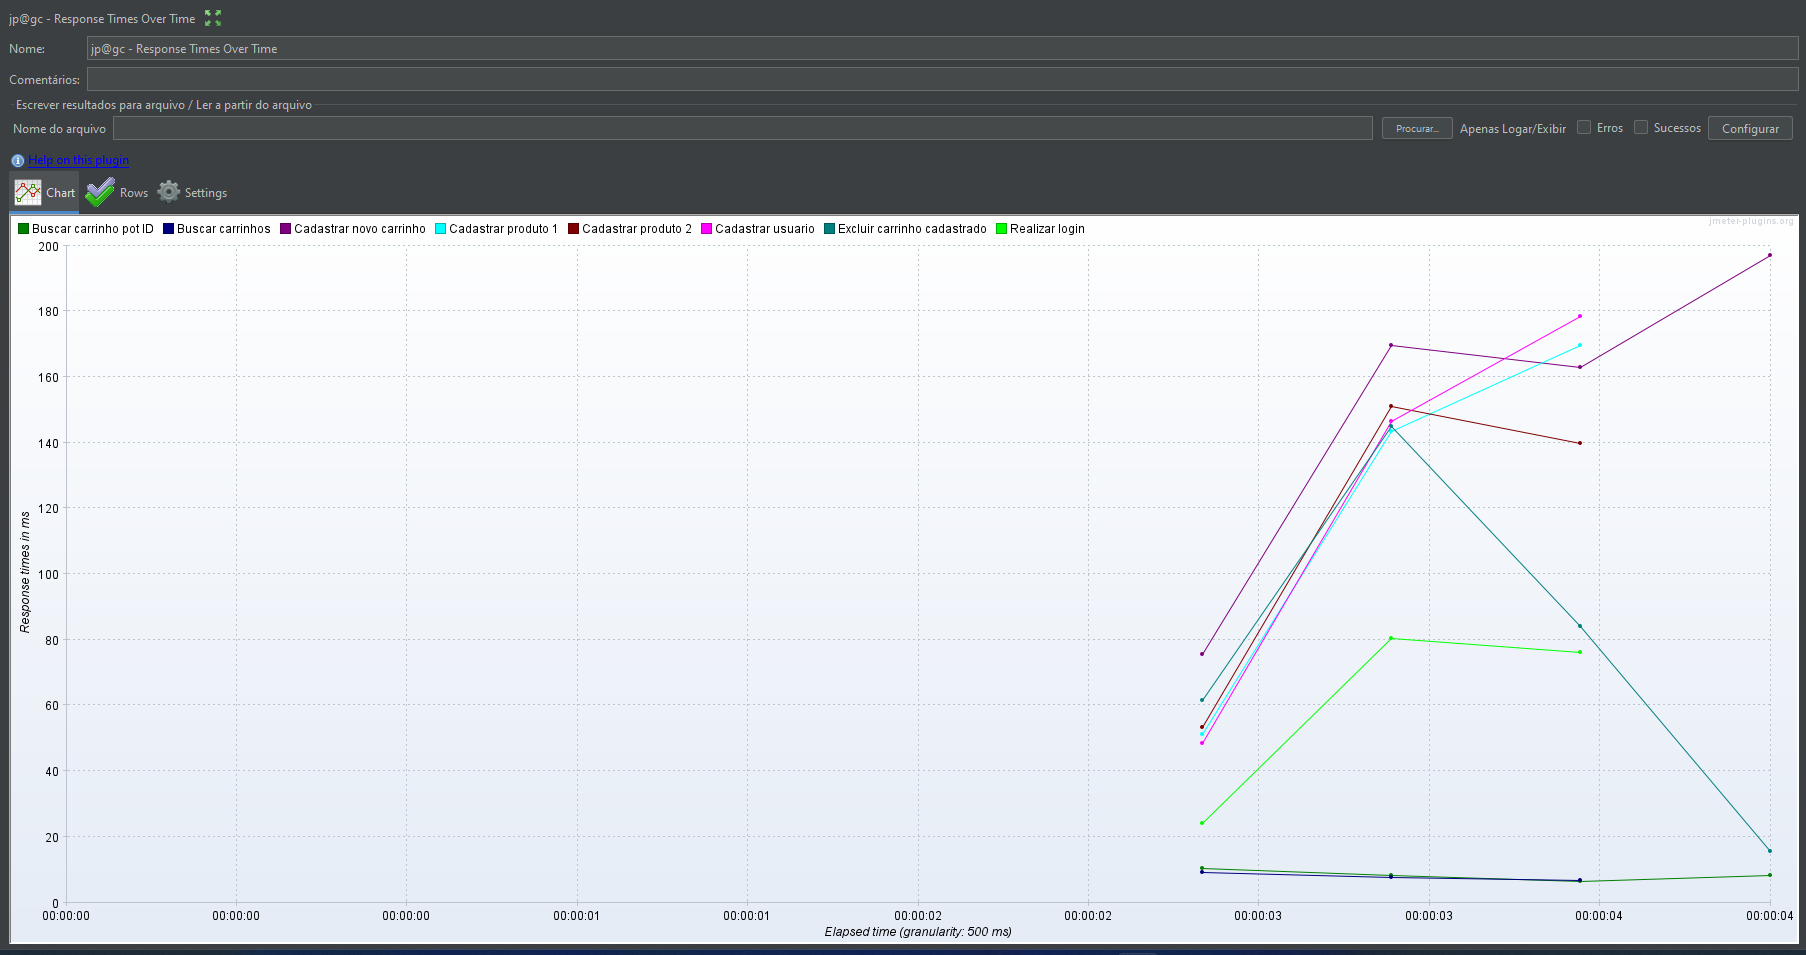 jp@gc - Response Times Over Time
Nome: jp@gc - Response Times Over Time
Comentários:
Escrever resultados para arquivo / Ler a partir do arquivo
Nome do arquivo Procurar... Apenas Logar/Exibir Erros Sucessos Configurar
Help on this plugin
Chart Rows Settings
jmeter-plugins.org
Buscar carrinho pot ID Buscar carrinhos Cadastrar novo carrinho Cadastrar produto 1 Cadastrar produto 2 Cadastrar usuario Excluir carrinho cadastrado Realizar login
200
180
160
140
120
100
80
60
40
20
0
Response times in ms
00:00:00 00:00:00 00:00:00 00:00:01 00:00:01 00:00:02 00:00:02 00:00:03 00:00:03 00:00:04 00:00:04
Elapsed time (granularity: 500 ms)